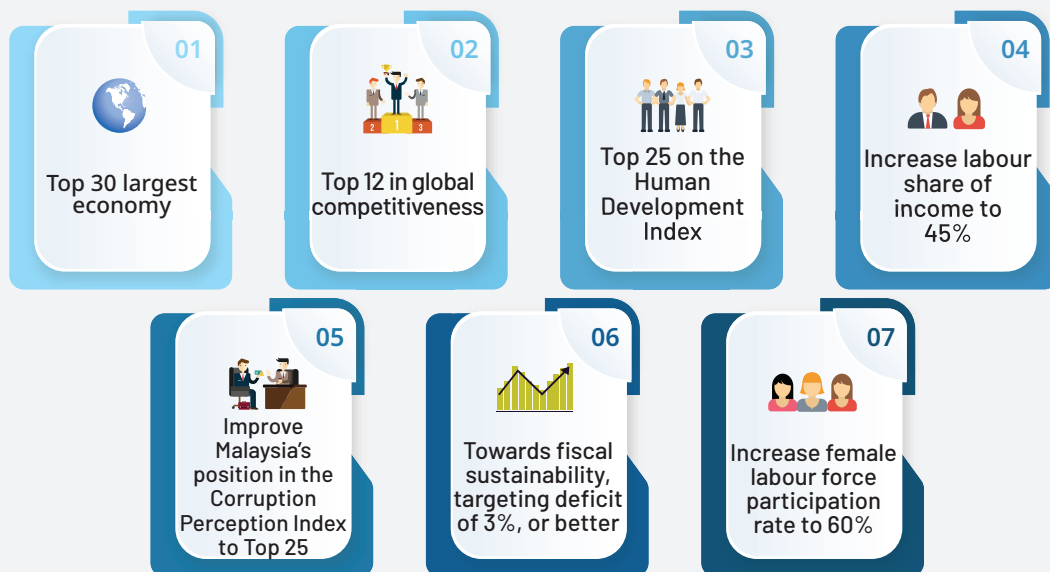 01
Top 30 largest
economy
02
2
1
3
Top 12 in global
competitiveness
03
Top 25 on the
Human
Development
Index
04
Increase labour
share of
income to
45%
05
Improve
Malaysia's
position in the
Corruption
Perception Index
to Top 25
06
Towards fiscal
sustainability,
targeting deficit
of 3%, or better
07
Increase female
labour force
participation
rate to 60%